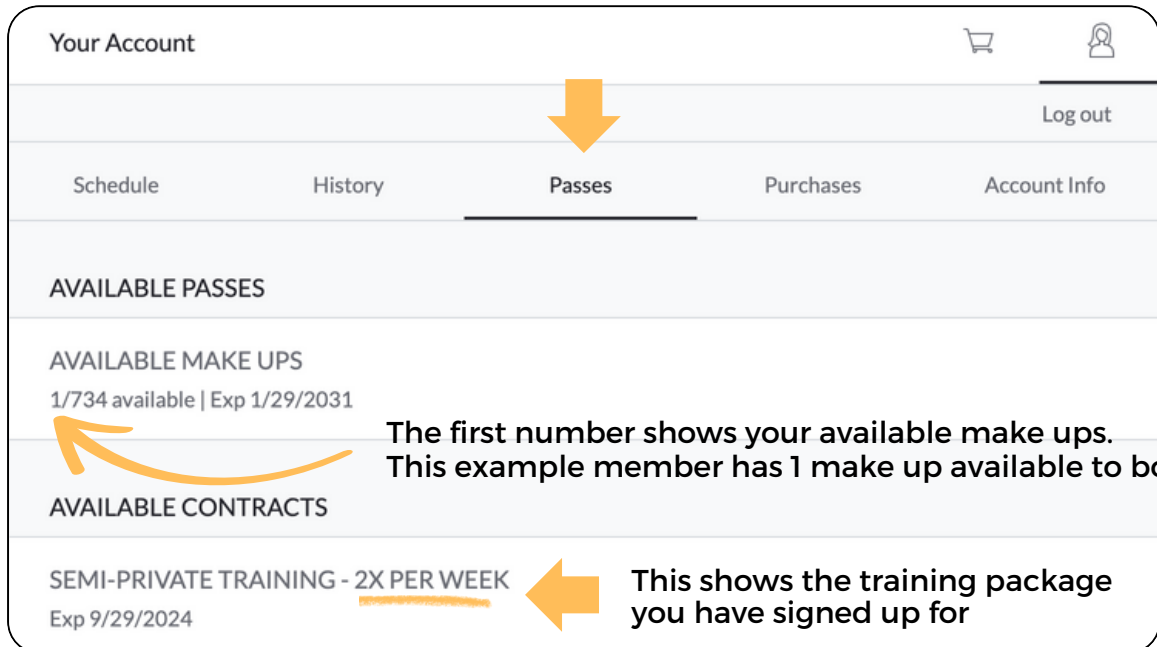 Your Account
Log out
Schedule History Passes Purchases Account Info
AVAILABLE PASSES
AVAILABLE MAKE UPS
1/734 available | Exp 1/29/2031
The first number shows your available make ups.
This example member has 1 make up available to
AVAILABLE CONTRACTS
SEMI-PRIVATE TRAINING - 2X PER WEEK
Exp 9/29/2024
This shows the training package
you have signed up for